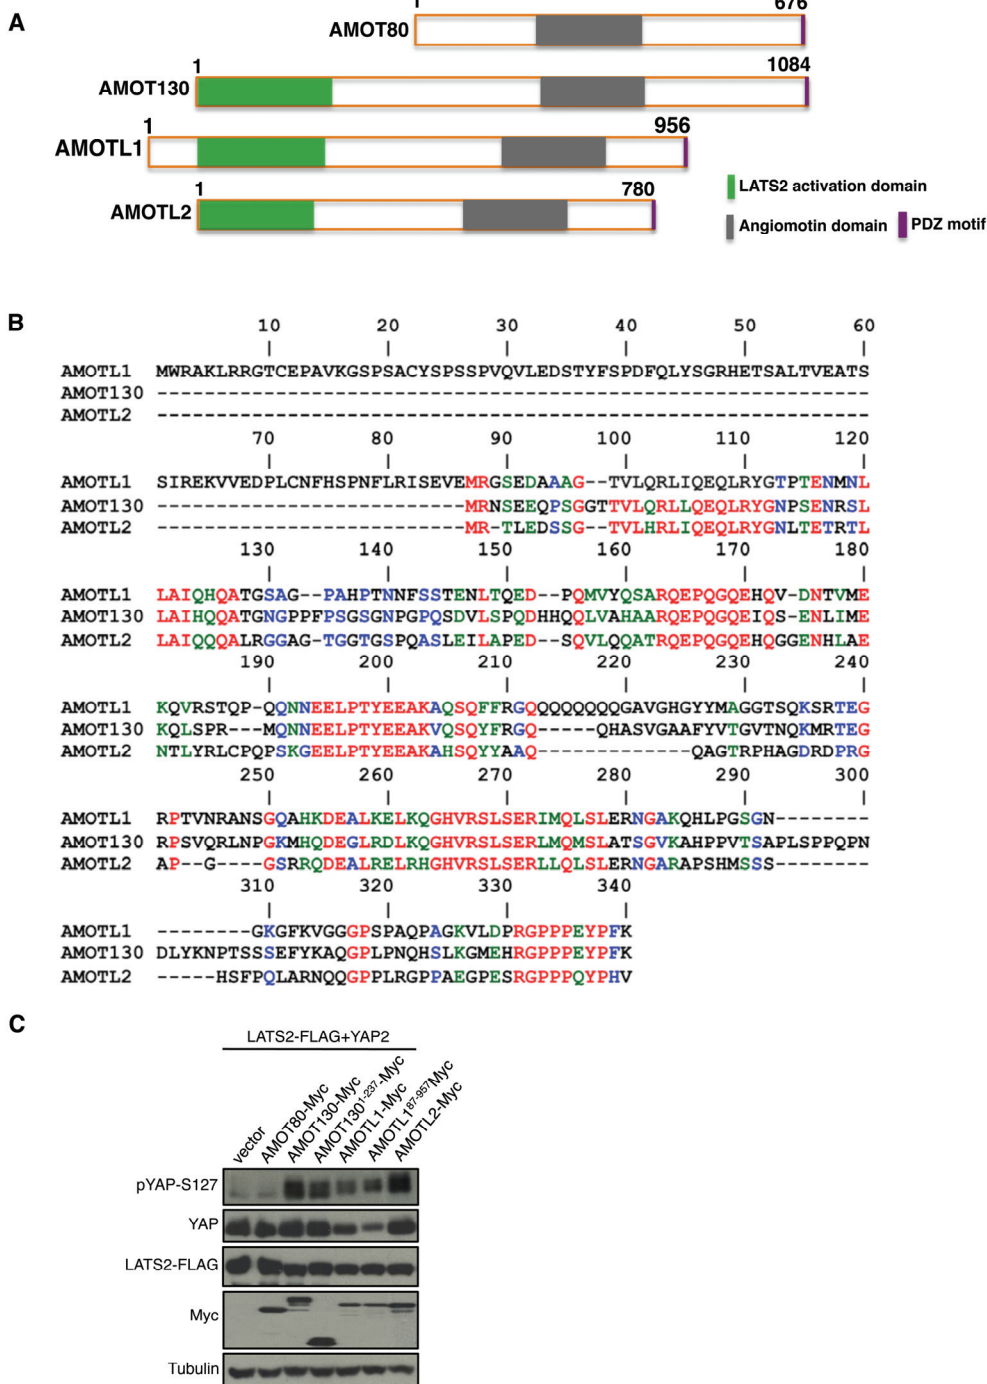 A
1
676
AMOT80
1
1084
AMOT130
1
956
AMOTL1
1
780
AMOTL2
LATS2 activation domain
Angiomotin domain
PDZ motif
B
10 20 30 40 50 60
AMOTL1 MWRAKLRRGTCEPAVKGSPSACYSPSSPVQVLEDSTYFSPDFQLYSGRHETSALTVEATS
AMOT130 ------------------------------------------------------------
AMOTL2 ------------------------------------------------------------
70 80 90 100 110 120
AMOTL1 SIREKVVEDPLCNFHSPNFLRISEVEMRGSEDAAAG--TVLQRLIQEQLRYGTPTENMNL
AMOT130 --------------------------MRNSEEQPSGGTTVLQRLLQEQLRYGNPSENRSL
AMOTL2 --------------------------MR-TLEDSSG--TVLHRLIQEQLRYGNLTETRTL
130 140 150 160 170 180
AMOTL1 LAIQHQATGSAG--PAHPTNNFSSTENLTQED--PQMVYQSARQEPQGQEHQV-DNTVME
AMOT130 LAIHQQATGNGPPFPSGSGNPGPQSDVLSPQDHHQQLVAHAARQEPQGQEIQS-ENLIME
AMOTL2 LAIQQQALRGGAG-TGGTGSPQASLEILAPED--SQVLQQATRQEPQGQEHQGGENHLAE
190 200 210 220 230 240
AMOTL1 KQVRSTQP-QQNNEELPTYEEAKAQSQFFRGQQQQQQQQGAVGHGYYMAGGTSQKSRTEG
AMOT130 KQLSPR---MQNNEELPTYEEAKVQSQYFRGQ-----QHASVGAAFYVTGVTNQKMRTEG
AMOTL2 NTLYRLCPQPSKGEELPTYEEAKAHSQYYAAQ-------------QAGTRPHAGDRDPRG
250 260 270 280 290 300
AMOTL1 RPTVNRANSGQAHKDEALKELKQGHVRSLSERIMQLSLERNGAKQHLPGSGN--------
AMOT130 RPSVQRLNPGKMHQDEGLRDLKQGHVRSLSERLMQMSLATSGVKAHPPVTSAPLSPPQPN
AMOTL2 AP--G----GSRRQDEALRELRHGHVRSLSERLLQLSLERNGARAPSHMSSS--------
310 320 330 340
AMOTL1 --------GKGFKVGGGPSPAQPAGKVLDPRGPPPEYPFK
AMOT130 DLYKNPTSSSEFYKAQGPLPNQHSLKGMEHRGPPPEYPFK
AMOTL2 -----HSFPQLARNQQGPPLRGPPAEGPESRGPPPQYPHV
C
LATS2-FLAG+YAP2
vector
AMOT80-Myc
AMOT130-Myc
AMOT130¹⁻²³⁷-Myc
AMOTL1-Myc
AMOTL1⁸⁷⁻⁹⁵⁷Myc
AMOTL2-Myc
pYAP-S127
YAP
LATS2-FLAG
Myc
Tubulin